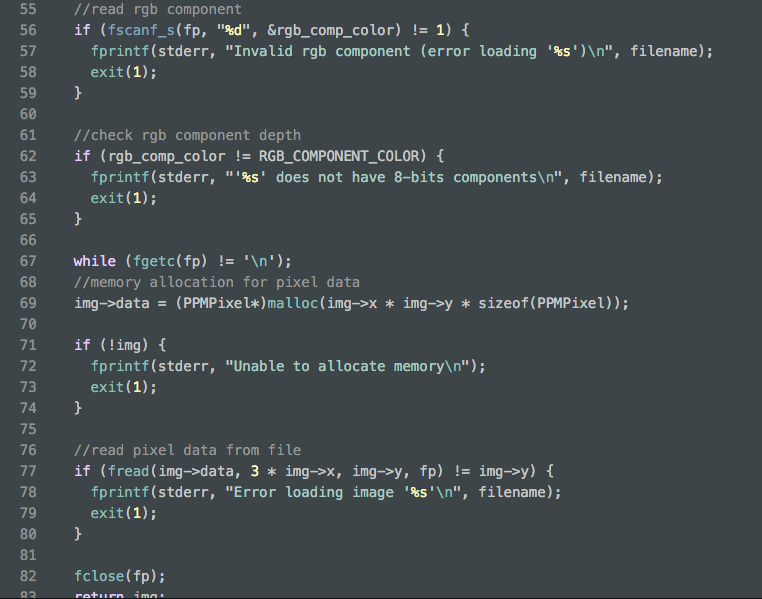 55 //read rgb component
56 if (fscanf_s(fp, "%d", &rgb_comp_color) != 1) {
57 fprintf(stderr, "Invalid rgb component (error loading '%s')\n", filename);
58 exit(1);
59 }
60
61 //check rgb component depth
62 if (rgb_comp_color != RGB_COMPONENT_COLOR) {
63 fprintf(stderr, "'%s' does not have 8-bits components\n", filename);
64 exit(1);
65 }
66
67 while (fgetc(fp) != '\n');
68 //memory allocation for pixel data
69 img->data = (PPMPixel*)malloc(img->x * img->y * sizeof(PPMPixel));
70
71 if (!img) {
72 fprintf(stderr, "Unable to allocate memory\n");
73 exit(1);
74 }
75
76 //read pixel data from file
77 if (fread(img->data, 3 * img->x, img->y, fp) != img->y) {
78 fprintf(stderr, "Error loading image '%s'\n", filename);
79 exit(1);
80 }
81
82 fclose(fp);
83 return img;